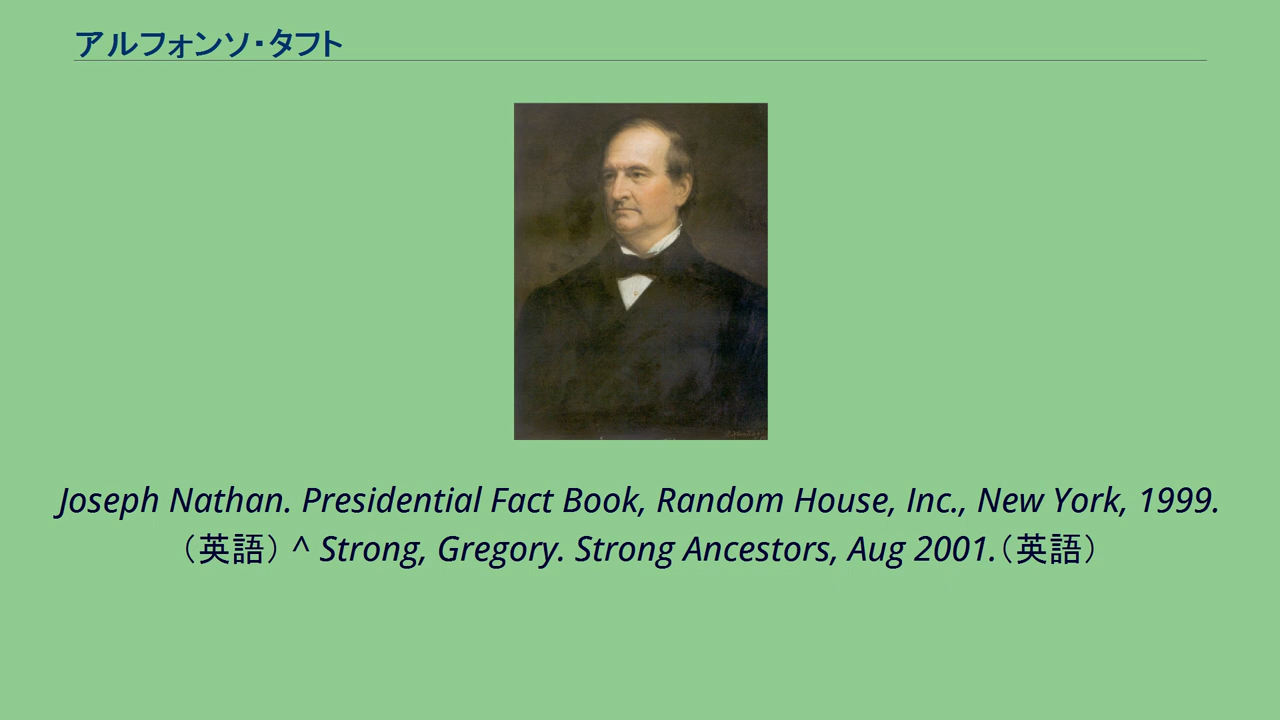 アルフォンソ・タフト
Joseph Nathan. Presidential Fact Book, Random House, Inc., New York, 1999.
（英語） ^ Strong, Gregory. Strong Ancestors, Aug 2001.（英語）